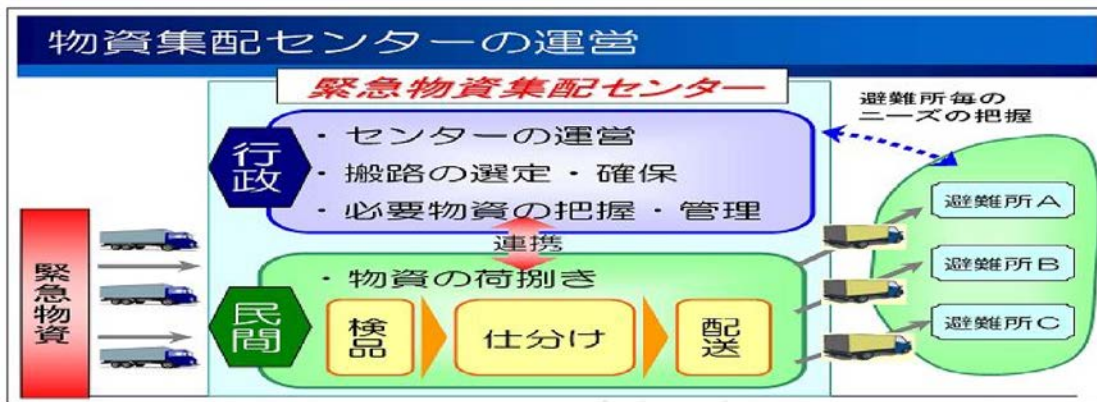 物資集配センターの運営
緊急物資集配センター
避難所毎の
ニーズの把握
行政
・センターの運営
・搬路の選定・確保
・必要物資の把握・管理
連携
緊急物資
民間
・物資の荷捌き
検品
仕分け
配送
避難所A
避難所B
避難所C